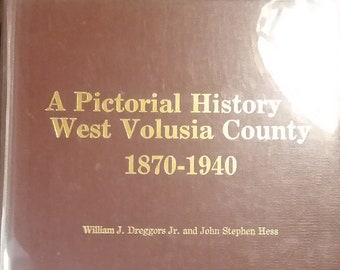 A Pictorial History
West Volusia County
1870-1940
William J. Dreggors Jr. and John Stephen Hess